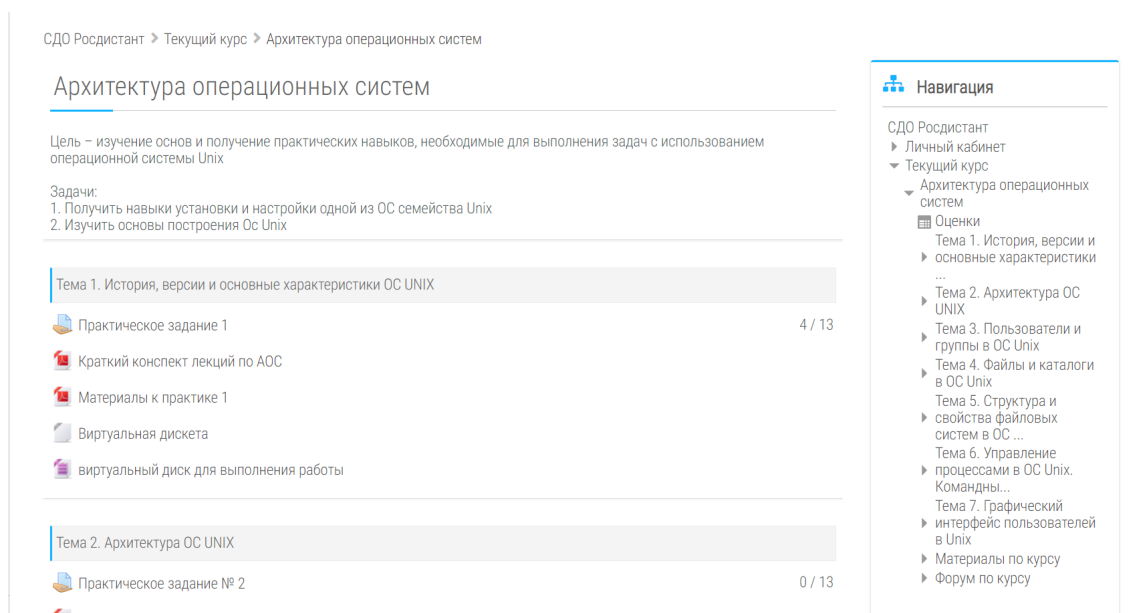 СДО Росдистант > Текущий курс > Архитектура операционных систем
Архитектура операционных систем
Цель – изучение основ и получение практических навыков, необходимые для выполнения задач с использованием
операционной системы Unix
Задачи:
1. Получить навыки установки и настройки одной из ОС семейства Unix
2. Изучить основы построения Ос Unix
Тема 1. История, версии и основные характеристики ОС UNIX
Практическое задание 1 4 / 13
Краткий конспект лекций по АОС
Материалы к практике 1
Виртуальная дискета
виртуальный диск для выполнения работы
Тема 2. Архитектура ОС UNIX
Практическое задание № 2 0 / 13
Навигация
СДО Росдистант
Личный кабинет
Текущий курс
Архитектура операционных
систем
Оценки
Тема 1. История, версии и
основные характеристики
...
Тема 2. Архитектура ОС
UNIX
Тема 3. Пользователи и
группы в ОС Unix
Тема 4. Файлы и каталоги
в ОС Unix
Тема 5. Структура и
свойства файловых
систем в ОС ...
Тема 6. Управление
процессами в ОС Unix.
Командны...
Тема 7. Графический
интерфейс пользователей
в Unix
Материалы по курсу
Форум по курсу